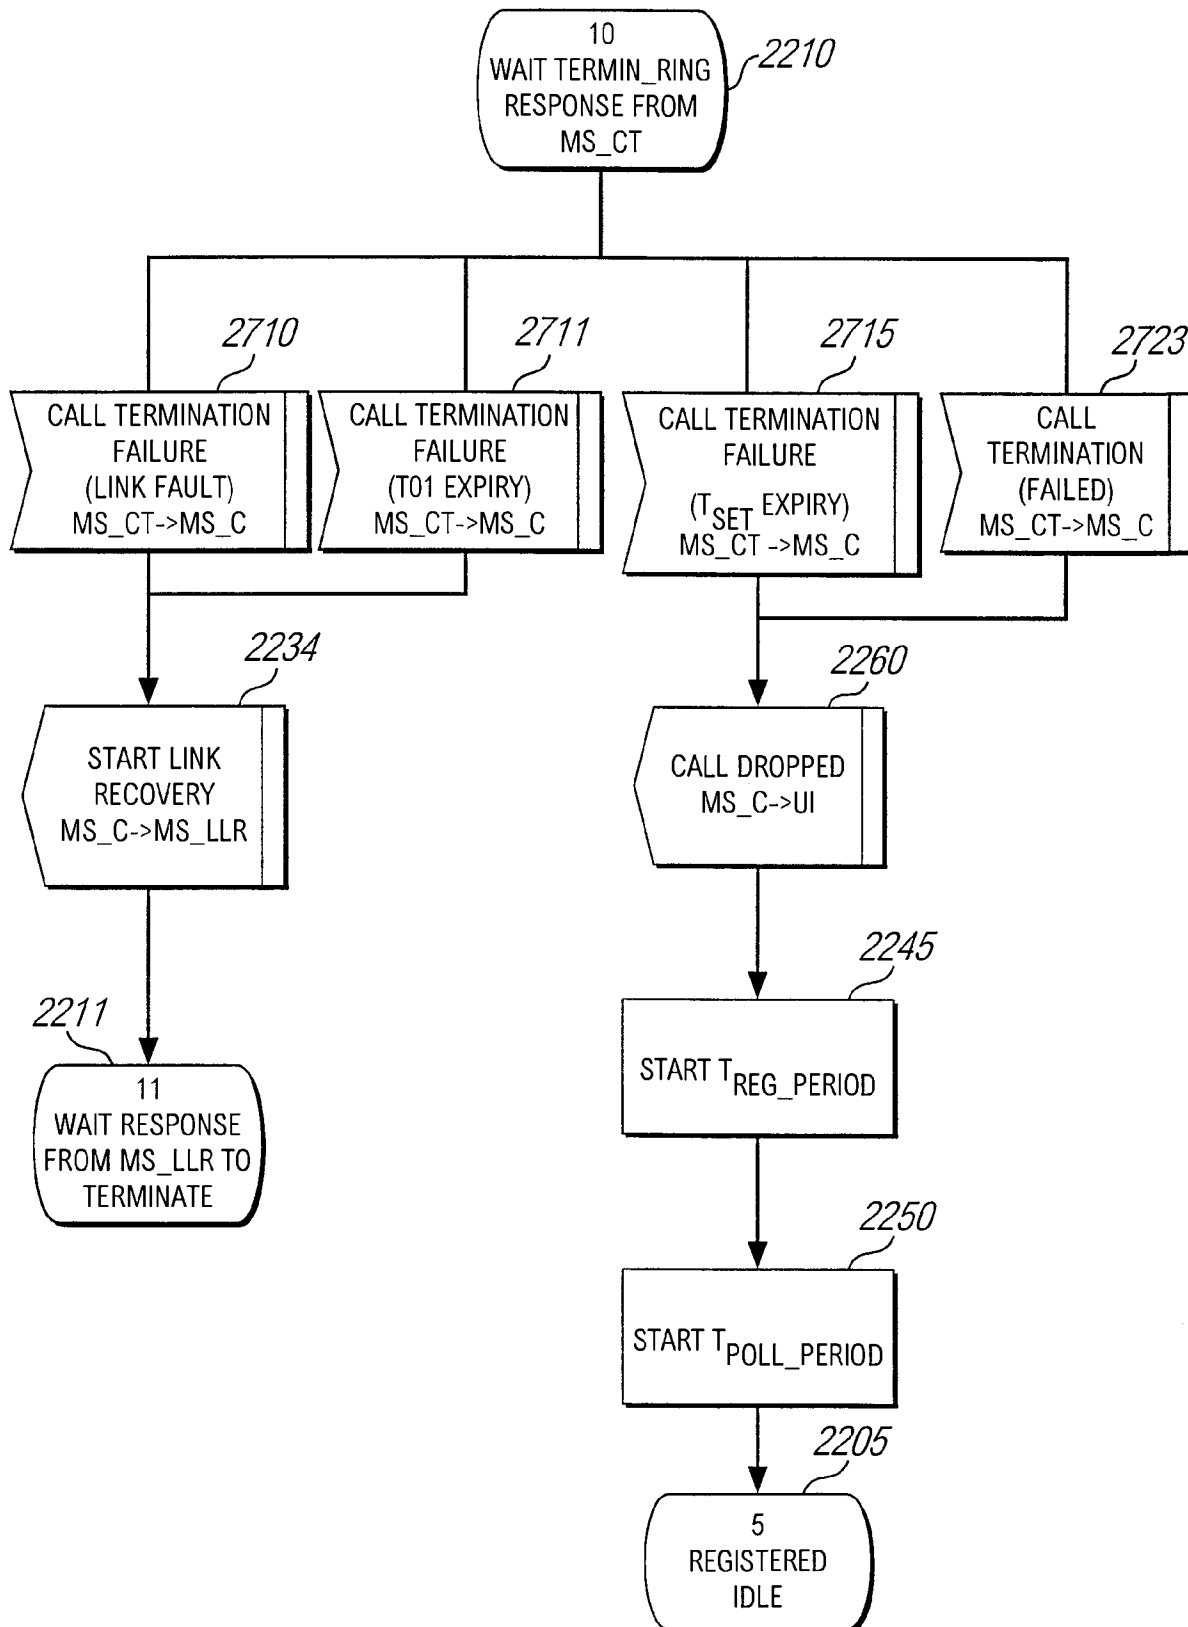 10
WAIT TERMIN_RING
RESPONSE FROM
MS_CT
2210
2710
CALL TERMINATION
FAILURE
(LINK FAULT)
MS_CT->MS_C
2711
CALL TERMINATION
FAILURE
(T01 EXPIRY)
MS_CT->MS_C
2715
CALL TERMINATION
FAILURE
(TSET EXPIRY)
MS_CT->MS_C
2723
CALL
TERMINATION
(FAILED)
MS_CT->MS_C
2234
START LINK
RECOVERY
MS_C->MS_LLR
2260
CALL DROPPED
MS_C->UI
2245
START TREG_PERIOD
2211
11
WAIT RESPONSE
FROM MS_LLR TO
TERMINATE
2250
START TPOLL_PERIOD
2205
5
REGISTERED
IDLE